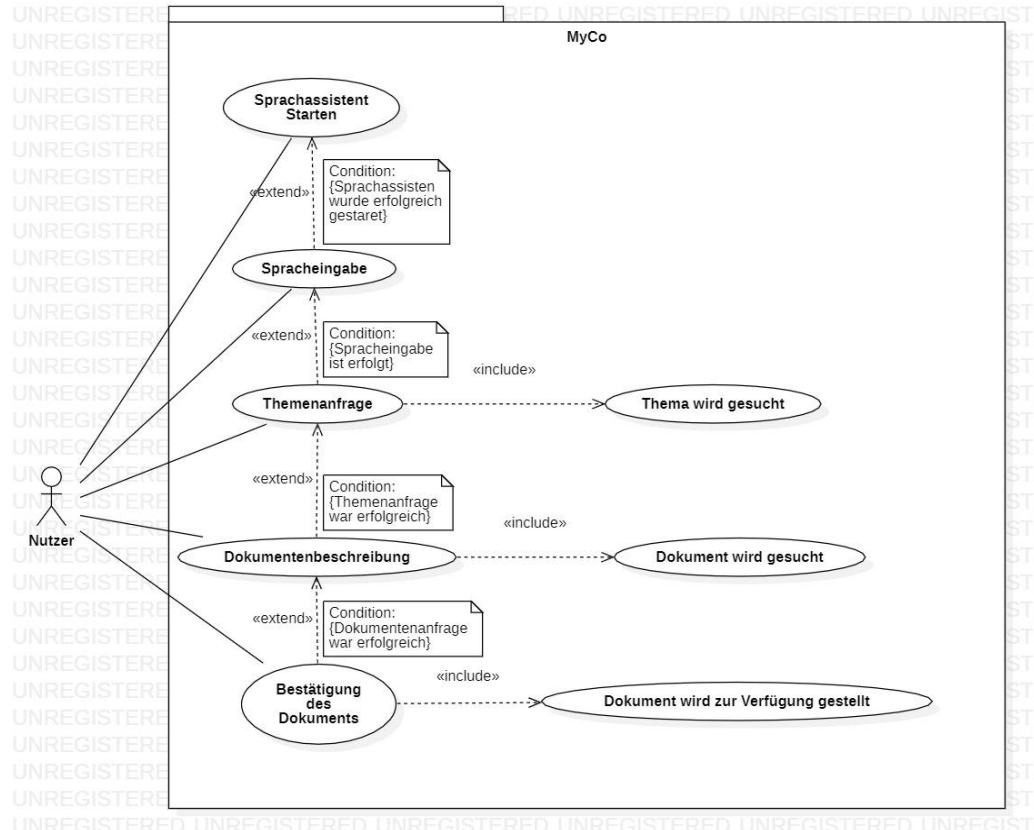 MyCo
Sprachassistent
Starten
«extend»
Condition:
{Sprachassisten
wurde erfolgreich
gestaret}
Spracheingabe
«extend»
Condition:
{Spracheingabe
ist erfolgt}
«include»
Themenanfrage
Thema wird gesucht
«extend»
Condition:
{Themenanfrage
war erfolgreich}
«include»
Nutzer
Dokumentenbeschreibung
Dokument wird gesucht
«extend»
Condition:
{Dokumentenanfrage
war erfolgreich}
«include»
Bestätigung
des
Dokuments
Dokument wird zur Verfügung gestellt
UNREGISTERED